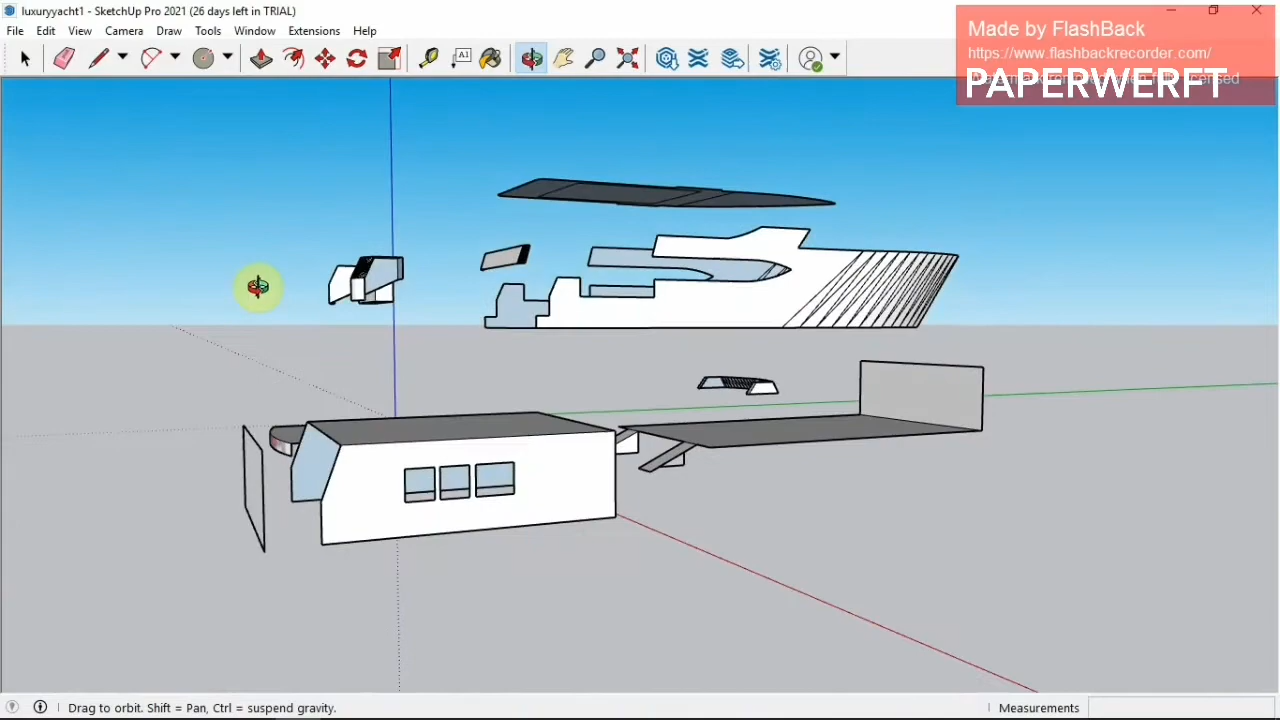 luxuryyacht1 - SketchUp Pro 2021 (26 days left in TRIAL)
File Edit View Camera Draw Tools Window Extensions Help
Made by FlashBack
https://www.flashbackrecorder.com/
PAPERWERFT
A1
Drag to orbit. Shift = Pan, Ctrl = suspend gravity.
Measurements